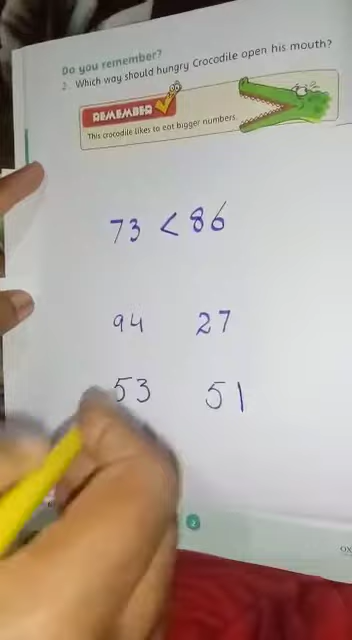 Do you remember?
2. Which way should hungry Crocodile open his mouth?
REMEMBER
This crocodile likes to eat bigger numbers.
73 < 86
94 27
53 51
2